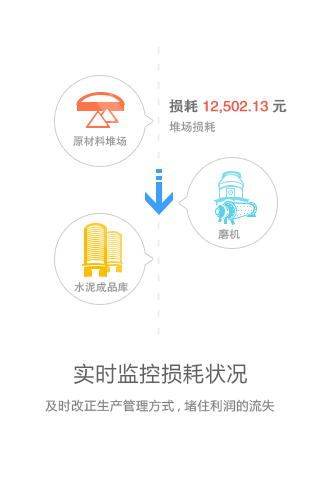 损耗 12,502.13 元
堆场损耗
原材料堆场
磨机
水泥成品库
实时监控损耗状况
及时改正生产管理方式，堵住利润的流失